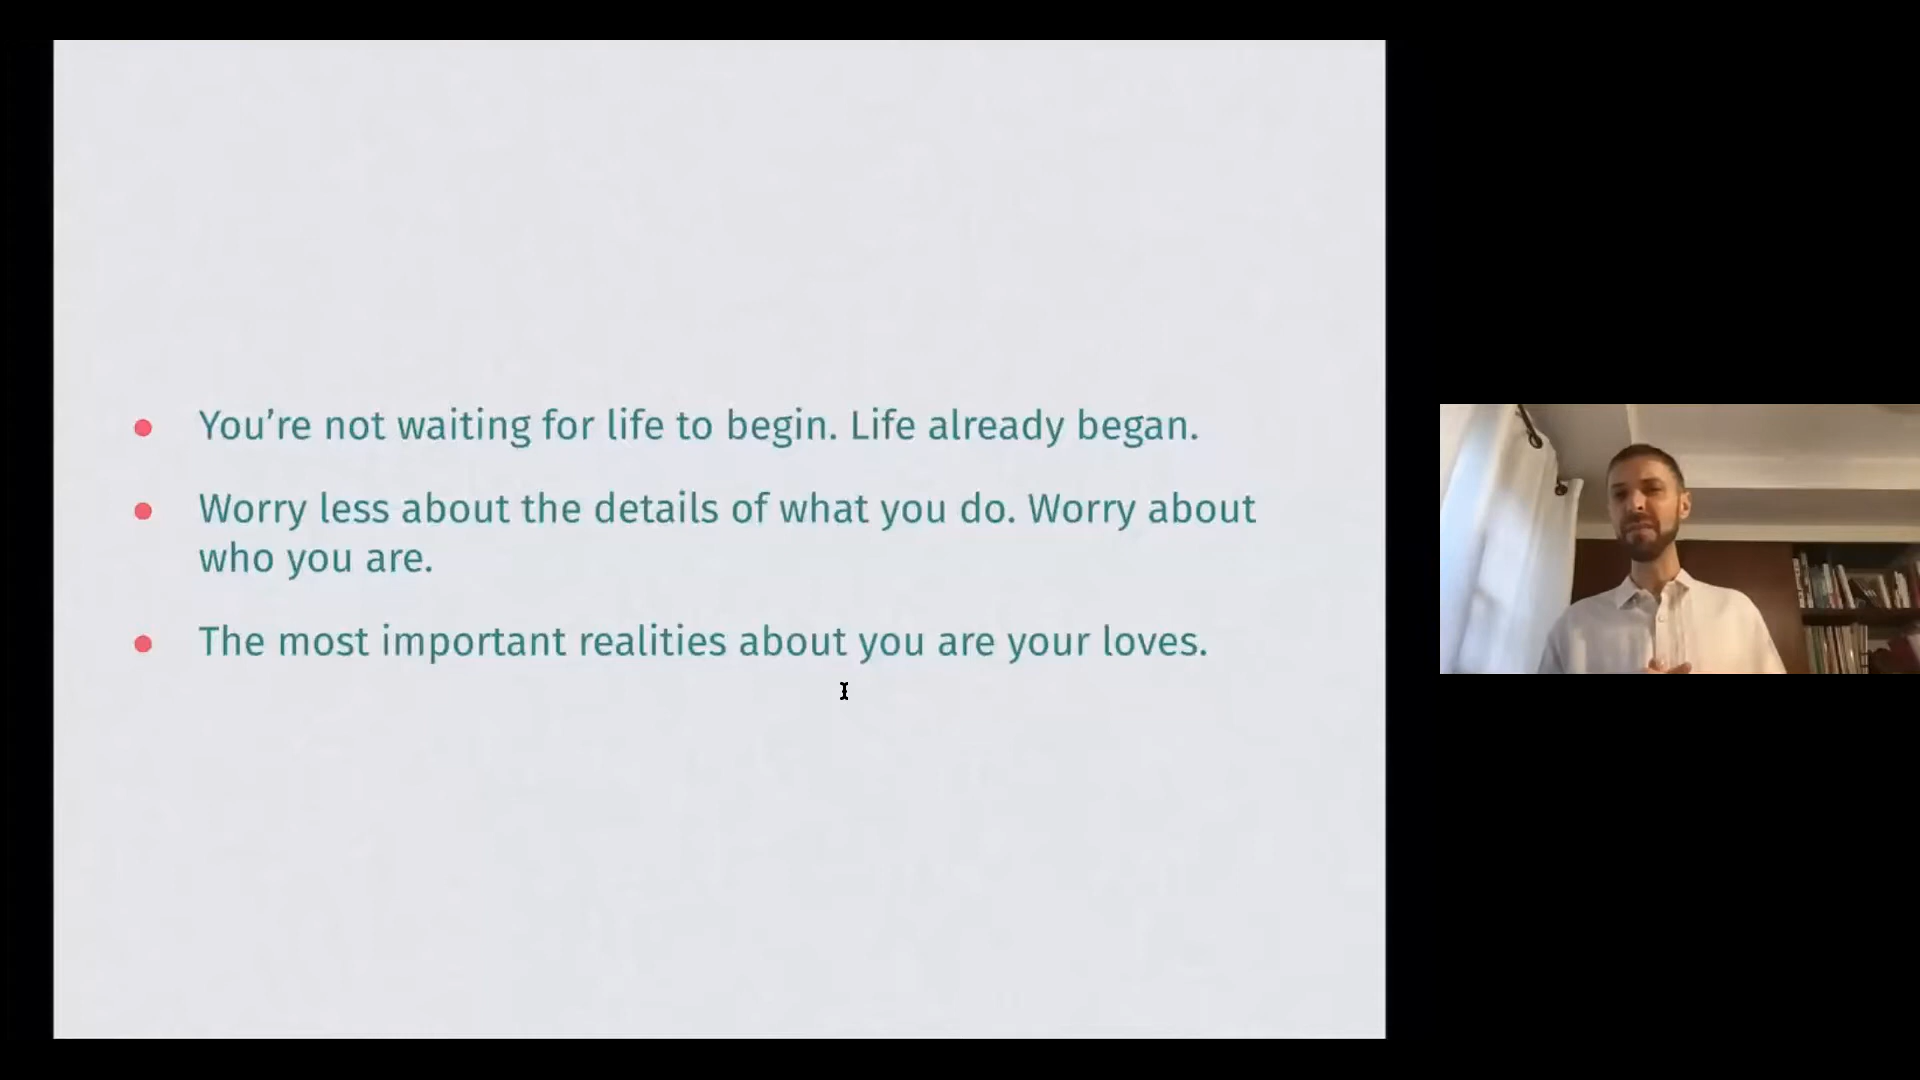 You’re not waiting for life to begin. Life already began.
Worry less about the details of what you do. Worry about
who you are.
The most important realities about you are your loves.